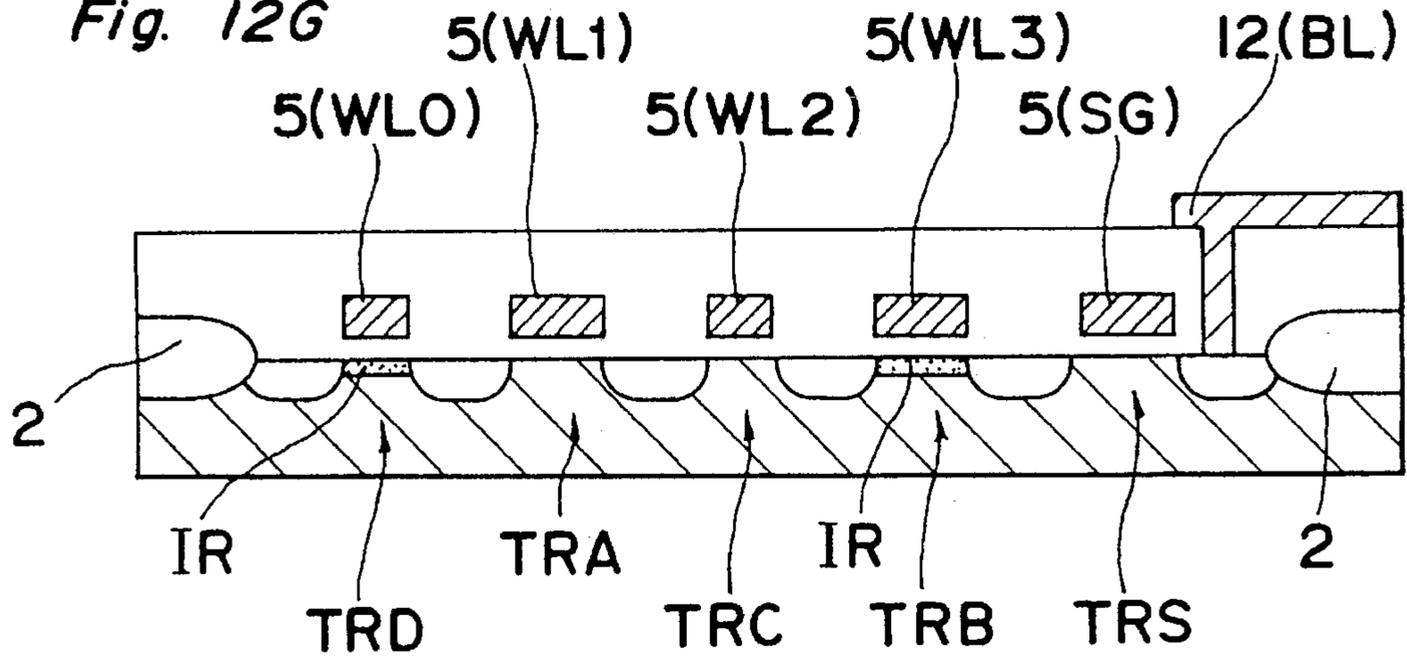 Fig. 12G
5(WL1)
5(WL3)
12(BL)
5(WL0)
5(WL2)
5(SG)
2
2
IR
TRA
IR
TRD
TRC
TRB
TRS